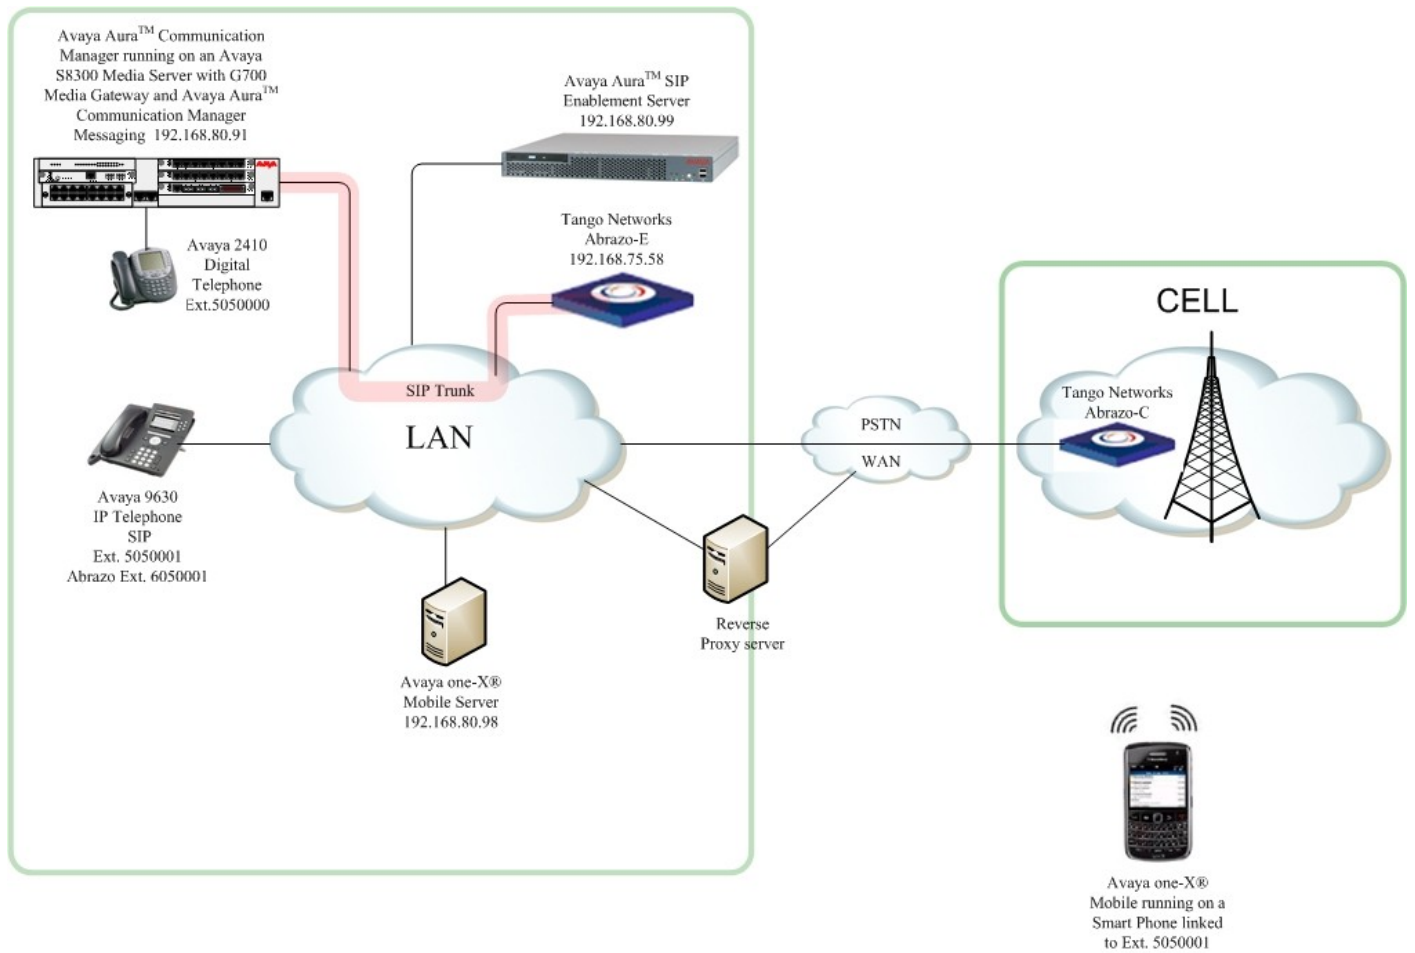 Avaya Aura™ Communication
Manager running on an Avaya
S8300 Media Server with G700
Media Gateway and Avaya Aura™
Communication Manager
Messaging 192.168.80.91
AVAYA
Avaya Aura™ SIP
Enablement Server
192.168.80.99
AVAYA
Tango Networks
Abrazo-E
192.168.75.58
Avaya 2410
Digital
Telephone
Ext.5050000
CELL
SIP Trunk
LAN
Tango Networks
Abrazo-C
PSTN
WAN
Avaya 9630
IP Telephone
SIP
Ext. 5050001
Abrazo Ext. 6050001
Reverse
Proxy server
Avaya one-X®
Mobile Server
192.168.80.98
Avaya one-X®
Mobile running on a
Smart Phone linked
to Ext. 5050001